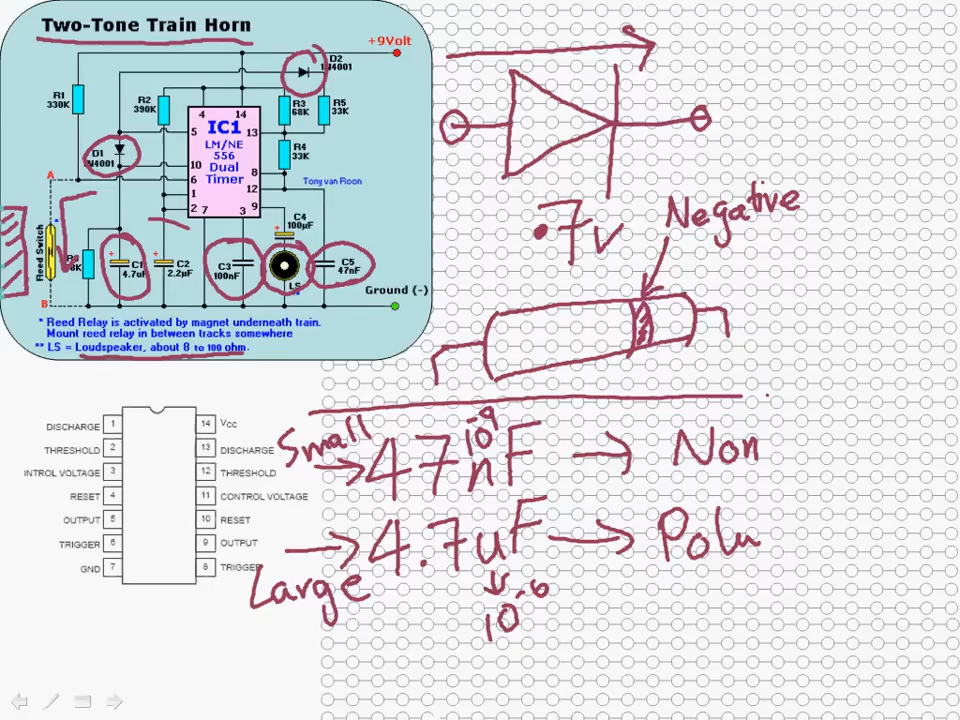 Two-Tone Train Horn
+9Volt
D2
1N4001
R1
330K
R2
390K
4
14
R3
68K
R5
33K
5
IC1
13
D1
1N4001
LM/NE
R4
33K
10
556
6
Dual
8
Tong van Roon
A
1
Timer
12
2
7
3
9
C4
100µF
*
Reed Switch
+
C1
4.7uF
+
C2
2.2µF
C3
100nF
+
LS
C5
47nF
Ground (-)
B
* Reed Relay is activated by magnet underneath train.
Mount reed relay in between tracks somewhere
** LS = Loudspeaker, about 8 to 100 ohm.
.7v
Negative
DISCHARGE 1 14 Vcc
THRESHOLD 2 13 DISCHARGE
INTROL VOLTAGE 3 12 THRESHOLD
RESET 4 11 CONTROL VOLTAGE
OUTPUT 5 10 RESET
TRIGGER 6 9 OUTPUT
GND 7 8 TRIGGER
Small
10-9
47nF → Non
4.7uF → Polu
Large
10-6